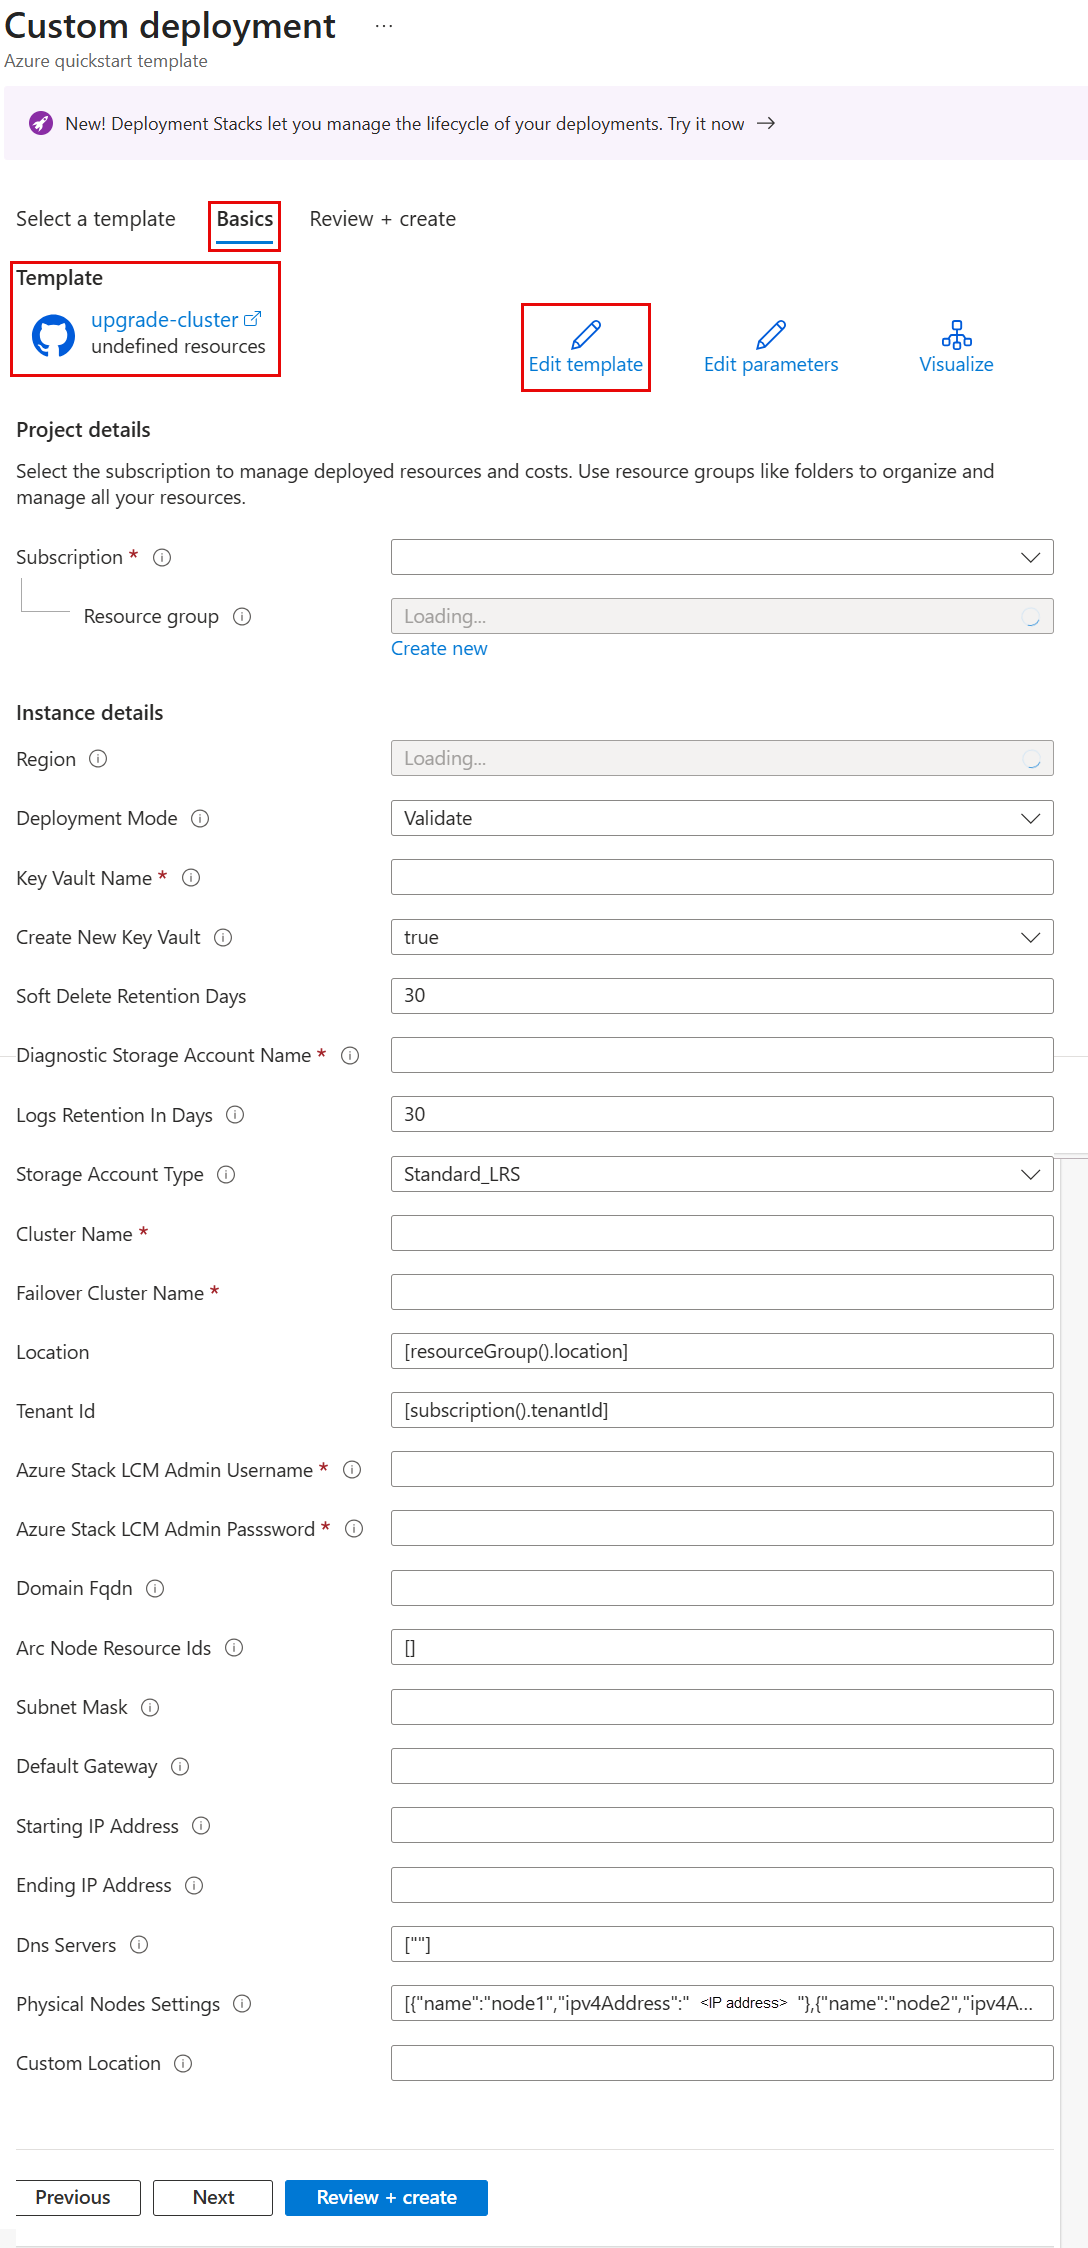 Custom deployment ...
Azure quickstart template
New! Deployment Stacks let you manage the lifecycle of your deployments. Try it now →
Select a template Basics Review + create
Template
upgrade-cluster
undefined resources
Edit template Edit parameters Visualize
Project details
Select the subscription to manage deployed resources and costs. Use resource groups like folders to organize and
manage all your resources.
Subscription *
Resource group Loading...
Create new
Instance details
Region Loading...
Deployment Mode Validate
Key Vault Name *
Create New Key Vault true
Soft Delete Retention Days 30
Diagnostic Storage Account Name *
Logs Retention In Days 30
Storage Account Type Standard_LRS
Cluster Name *
Failover Cluster Name *
Location [resourceGroup().location]
Tenant Id [subscription().tenantId]
Azure Stack LCM Admin Username *
Azure Stack LCM Admin Passsword *
Domain Fqdn
Arc Node Resource Ids []
Subnet Mask
Default Gateway
Starting IP Address
Ending IP Address
Dns Servers [""]
Physical Nodes Settings [{"name":"node1","ipv4Address":" <IP address> "},{"name":"node2","ipv4A...
Custom Location
Previous Next Review + create